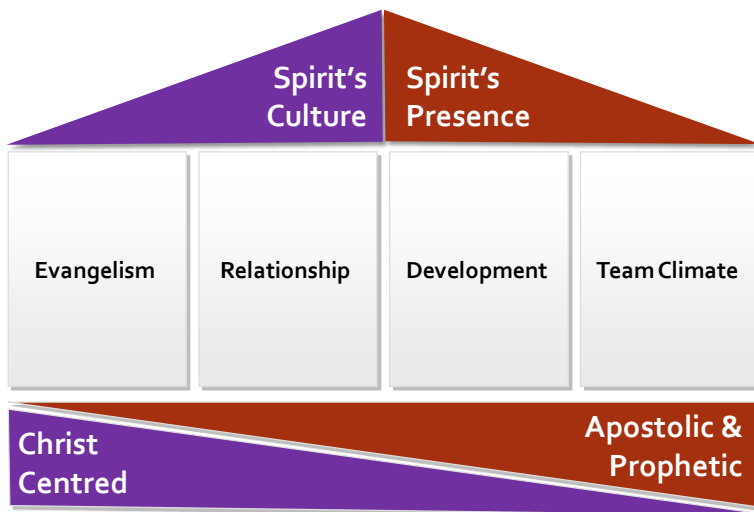 Spirit's
Culture
Spirit's
Presence
Evangelism
Relationship
Development
Team Climate
Christ
Centred
Apostolic &
Prophetic